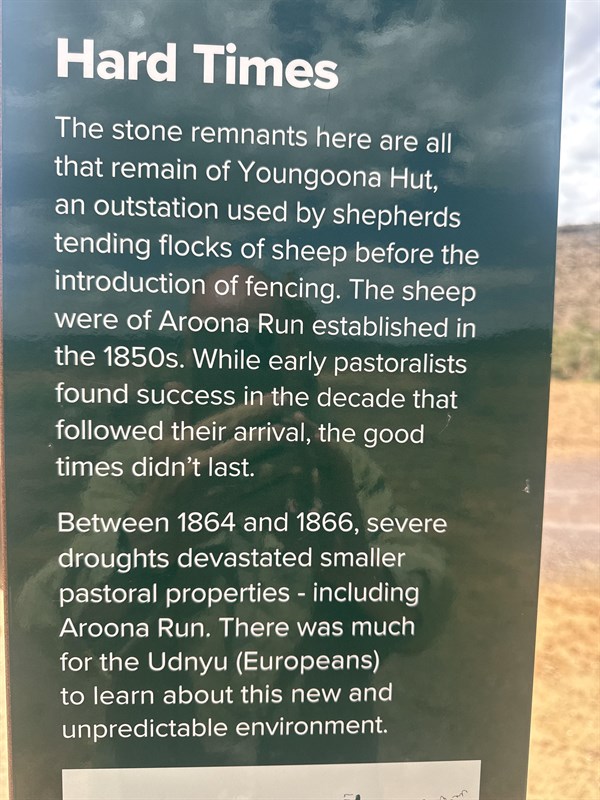 Hard Times
The stone remnants here are all
that remain of Youngoona Hut,
an outstation used by shepherds
tending flocks of sheep before the
introduction of fencing. The sheep
were of Aroona Run established in
the 1850s. While early pastoralists
found success in the decade that
followed their arrival, the good
times didn't last.
Between 1864 and 1866, severe
droughts devastated smaller
pastoral properties - including
Aroona Run. There was much
for the Udnyu (Europeans)
to learn about this new and
unpredictable environment.